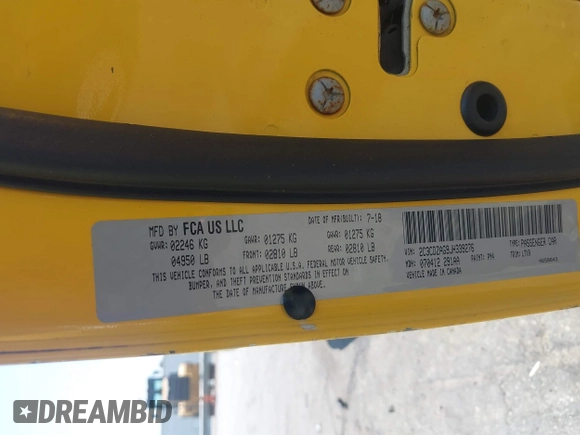 MFD BY FCA US LLC
DATE OF MFR(BUILT): 7-18
GVWR: 02246 KG
04950 LB
GAWR: 01275 KG
FRONT: 02810 LB
GAWR: 01275 KG
REAR: 02810 LB
THIS VEHICLE CONFORMS TO ALL APPLICABLE U.S.A. FEDERAL MOTOR VEHICLE SAFETY,
BUMPER, AND THEFT PREVENTION STANDARDS IN EFFECT ON
THE DATE OF MANUFACTURE SHOWN ABOVE.
TYPE: PASSENGER CAR
MDH: 070412 291AA
VEHICLE MADE IN CANADA
DREAMBID